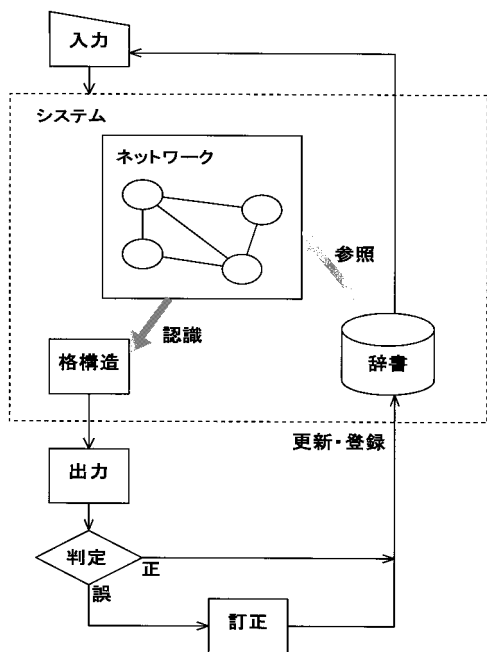 入力
システム
ネットワーク
参照
認識
格構造
辞書
更新・登録
出力
判定
正
誤
訂正